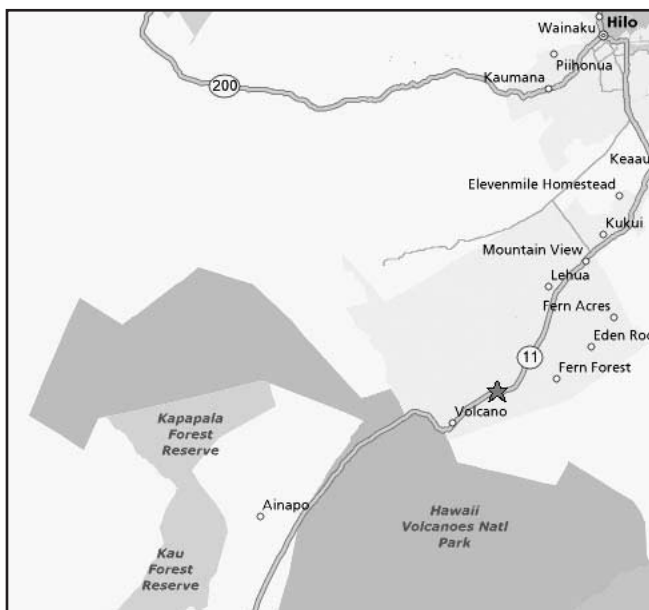 Wainaku
Hilo
Piihonua
Kaumana
200
Keaau
Elevenmile Homestead
Kukui
Mountain View
Lehua
Fern Acres
Eden Roc
11
Fern Forest
Volcano
Kapapala
Forest
Reserve
Ainapo
Hawaii
Volcanoes Natl
Park
Kau
Forest
Reserve